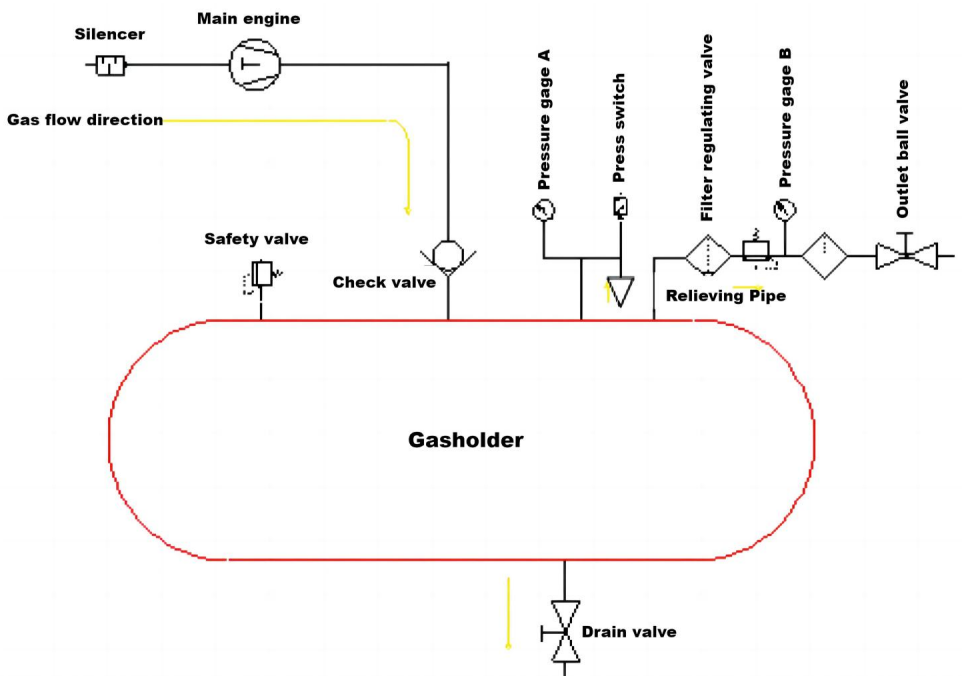 Main engine
Silencer
Gas flow direction
Safety valve
Check valve
Pressure gage A
Press switch
Filter regulating valve
Pressure gage B
Outlet ball valve
Relieving Pipe
Gasholder
Drain valve